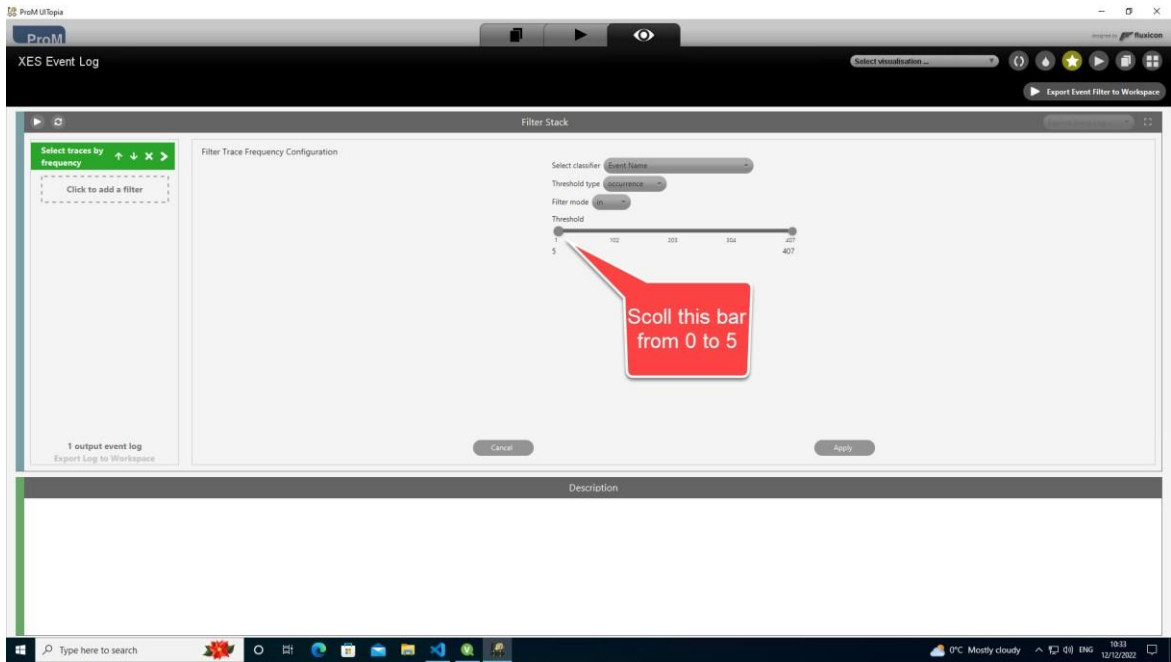 ProM UITopia
ProM
designed by fluxicon
XES Event Log
Select visualisation ...
Export Event Filter to Workspace
Filter Stack
Select traces by
frequency
Click to add a filter
1 output event log
Export Log to Workspace
Filter Trace Frequency Configuration
Select classifier Event Name
Threshold type occurrence
Filter mode in
Threshold
1 102 203 304 407
5 407
Scoll this bar
from 0 to 5
Cancel Apply
Description
Type here to search
0°C Mostly cloudy ENG 10:33
12/12/2022